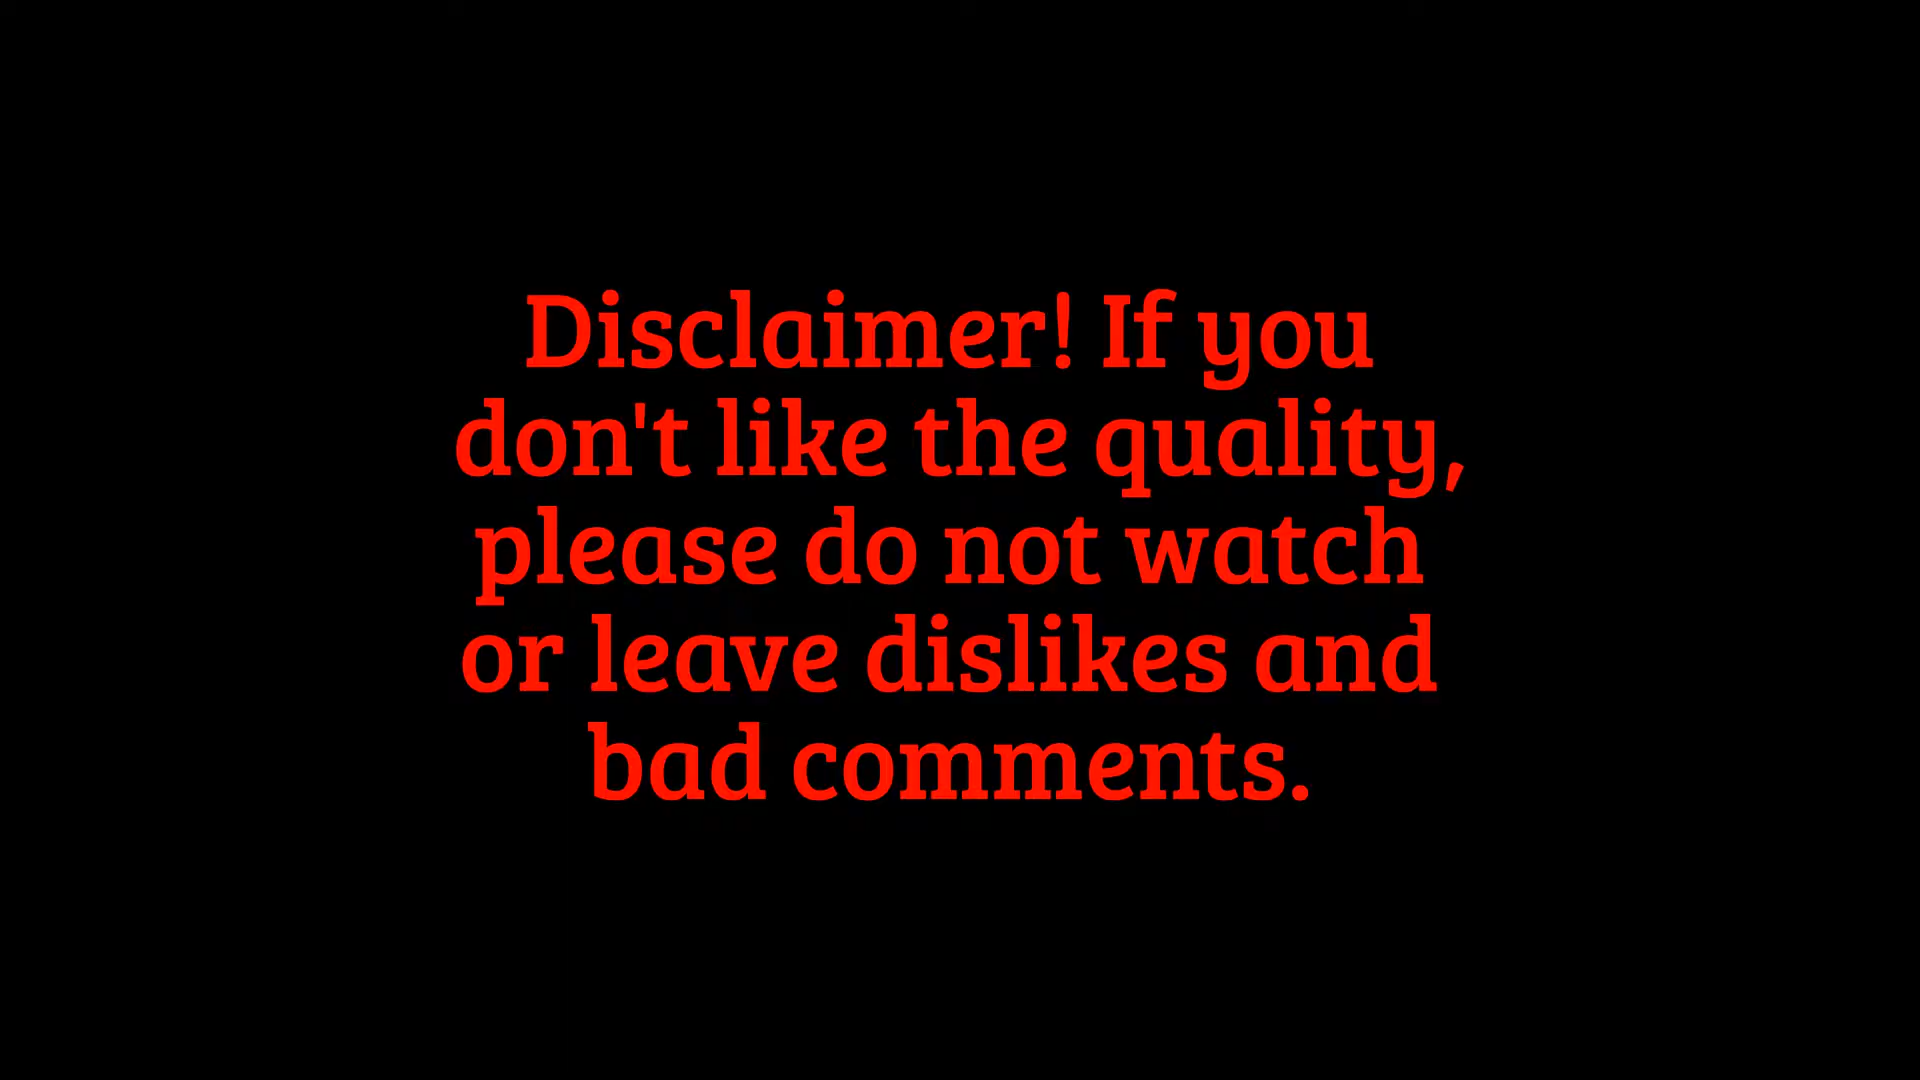 Disclaimer! If you
don't like the quality,
please do not watch
or leave dislikes and
bad comments.